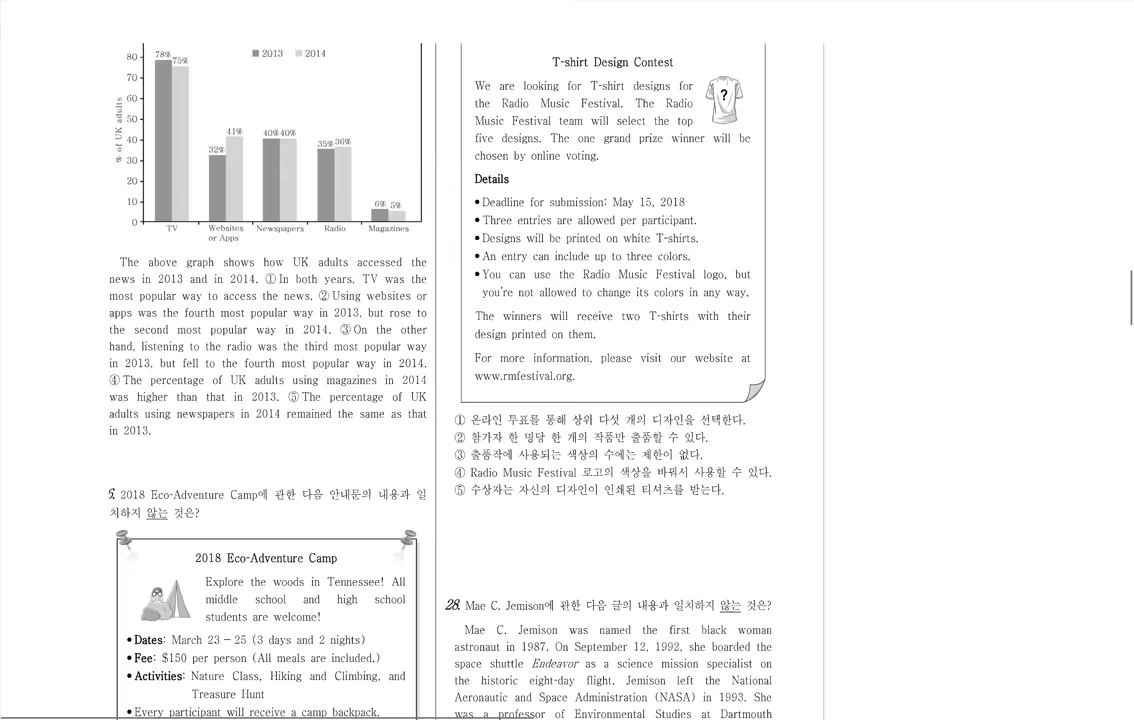 80
70
60
50
40
30
20
10
0
% of UK adults
2013 2014
78% 75%
32% 41%
40% 40%
35% 36%
6% 5%
TV Websites or Apps Newspapers Radio Magazines
The above graph shows how UK adults accessed the
news in 2013 and in 2014. ① In both years, TV was the
most popular way to access the news. ② Using websites or
apps was the fourth most popular way in 2013, but rose to
the second most popular way in 2014. ③ On the other
hand, listening to the radio was the third most popular way
in 2013, but fell to the fourth most popular way in 2014.
④ The percentage of UK adults using magazines in 2014
was higher than that in 2013. ⑤ The percentage of UK
adults using newspapers in 2014 remained the same as that
in 2013.
2018 Eco-Adventure Camp에 관한 다음 안내문의 내용과 일
치하지 않는 것은?
2018 Eco-Adventure Camp
Explore the woods in Tennessee! All
middle school and high school
students are welcome!
• Dates: March 23 - 25 (3 days and 2 nights)
• Fee: $150 per person (All meals are included.)
• Activities: Nature Class, Hiking and Climbing, and
Treasure Hunt
• Every participant will receive a camp backpack.
T-shirt Design Contest
We are looking for T-shirt designs for
the Radio Music Festival. The Radio
Music Festival team will select the top
five designs. The one grand prize winner will be
chosen by online voting.
?
Details
• Deadline for submission: May 15, 2018
• Three entries are allowed per participant.
• Designs will be printed on white T-shirts.
• An entry can include up to three colors.
• You can use the Radio Music Festival logo, but
you're not allowed to change its colors in any way.
The winners will receive two T-shirts with their
design printed on them.
For more information, please visit our website at
www.rmfestival.org.
① 온라인 투표를 통해 상위 다섯 개의 디자인을 선택한다.
② 참가자 한 명당 한 개의 작품만 출품할 수 있다.
③ 출품작에 사용되는 색상의 수에는 제한이 없다.
④ Radio Music Festival 로고의 색상을 바꿔서 사용할 수 있다.
⑤ 수상자는 자신의 디자인이 인쇄된 티셔츠를 받는다.
28. Mae C. Jemison에 관한 다음 글의 내용과 일치하지 않는 것은?
Mae C. Jemison was named the first black woman
astronaut in 1987. On September 12, 1992, she boarded the
space shuttle Endeavor as a science mission specialist on
the historic eight-day flight. Jemison left the National
Aeronautic and Space Administration (NASA) in 1993. She
was a professor of Environmental Studies at Dartmouth